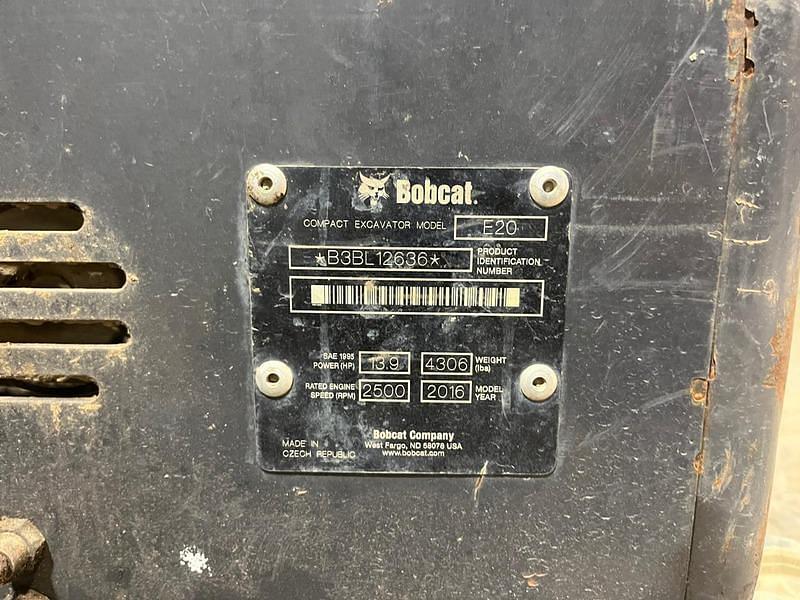 Bobcat.
COMPACT EXCAVATOR MODEL E20
*B3BL12636* PRODUCT IDENTIFICATION NUMBER
SAE 1995 POWER (HP) 13.9 4306 WEIGHT (lbs)
RATED ENGINE SPEED (RPM) 2500 2016 MODEL YEAR
Bobcat Company
West Fargo, ND 58078 USA
www.bobcat.com
MADE IN
CZECH REPUBLIC